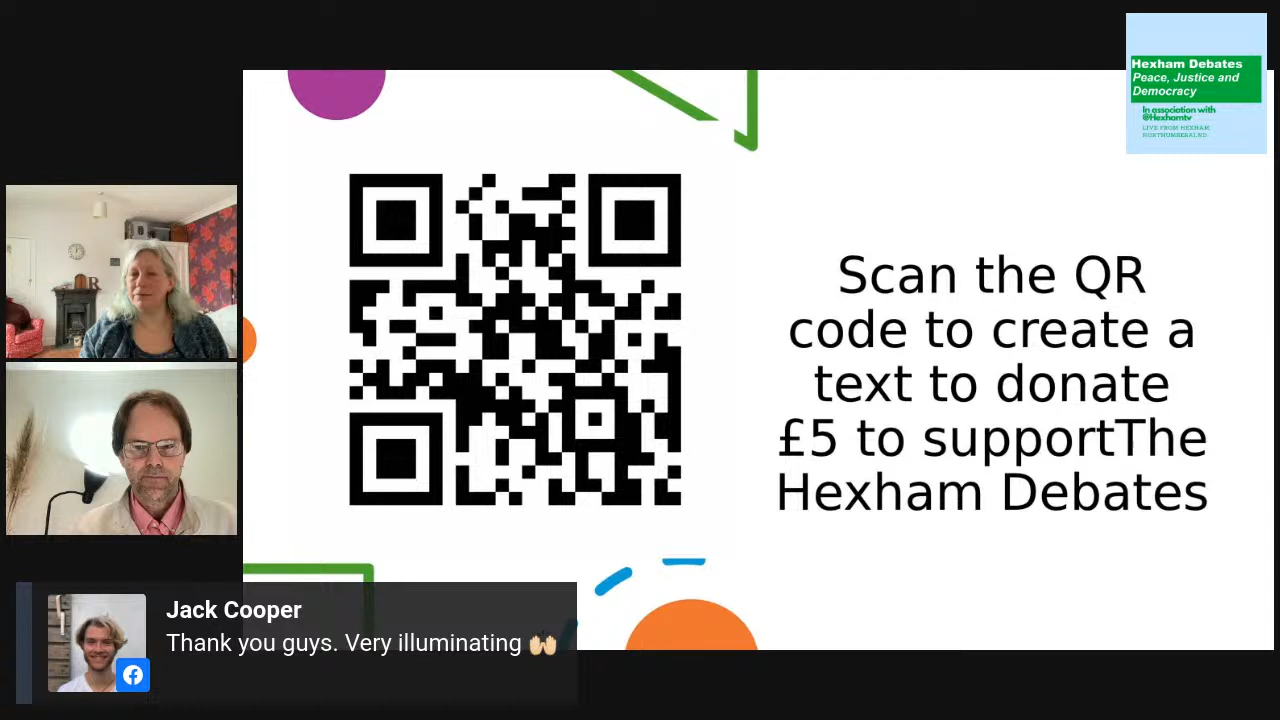 Hexham Debates
Peace, Justice and
Democracy
In association with
@Hexhamtv
LIVE FROM HEXHAM,
Scan the QR
code to create a
text to donate
£5 to supportThe
Hexham Debates
Jack Cooper
Thank you guys. Very illuminating 🙌🏼